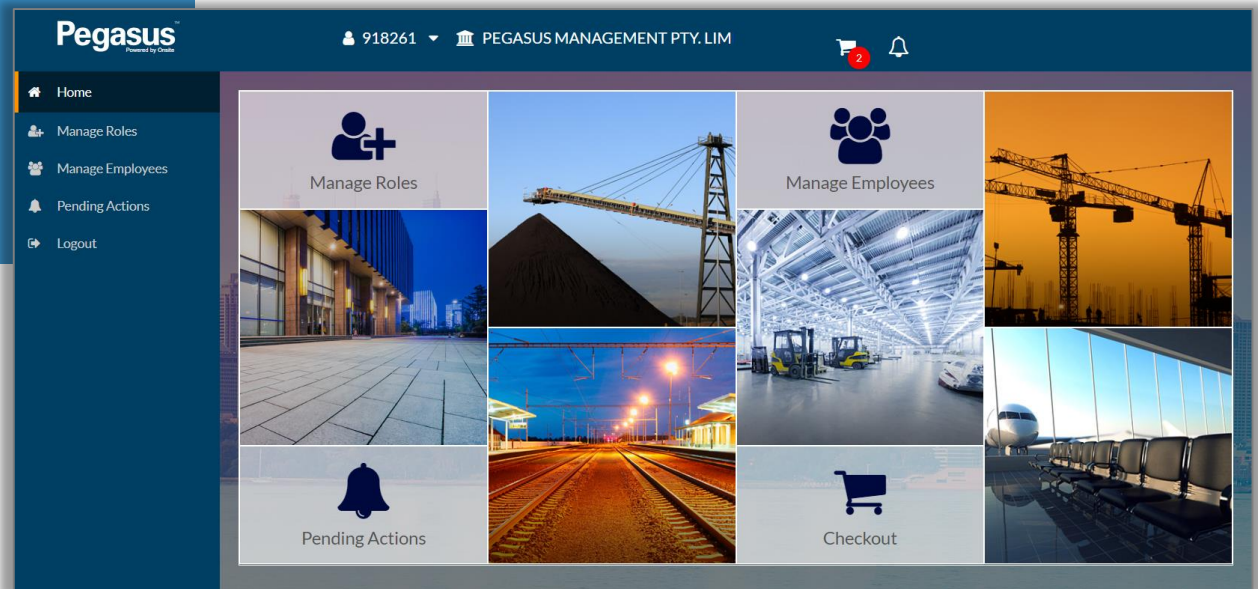 Pegasus™
Powered by Onsite
918261 PEGASUS MANAGEMENT PTY. LIM
2
Home
Manage Roles
Manage Employees
Pending Actions
Logout
Manage Roles
Manage Employees
Pending Actions
Checkout